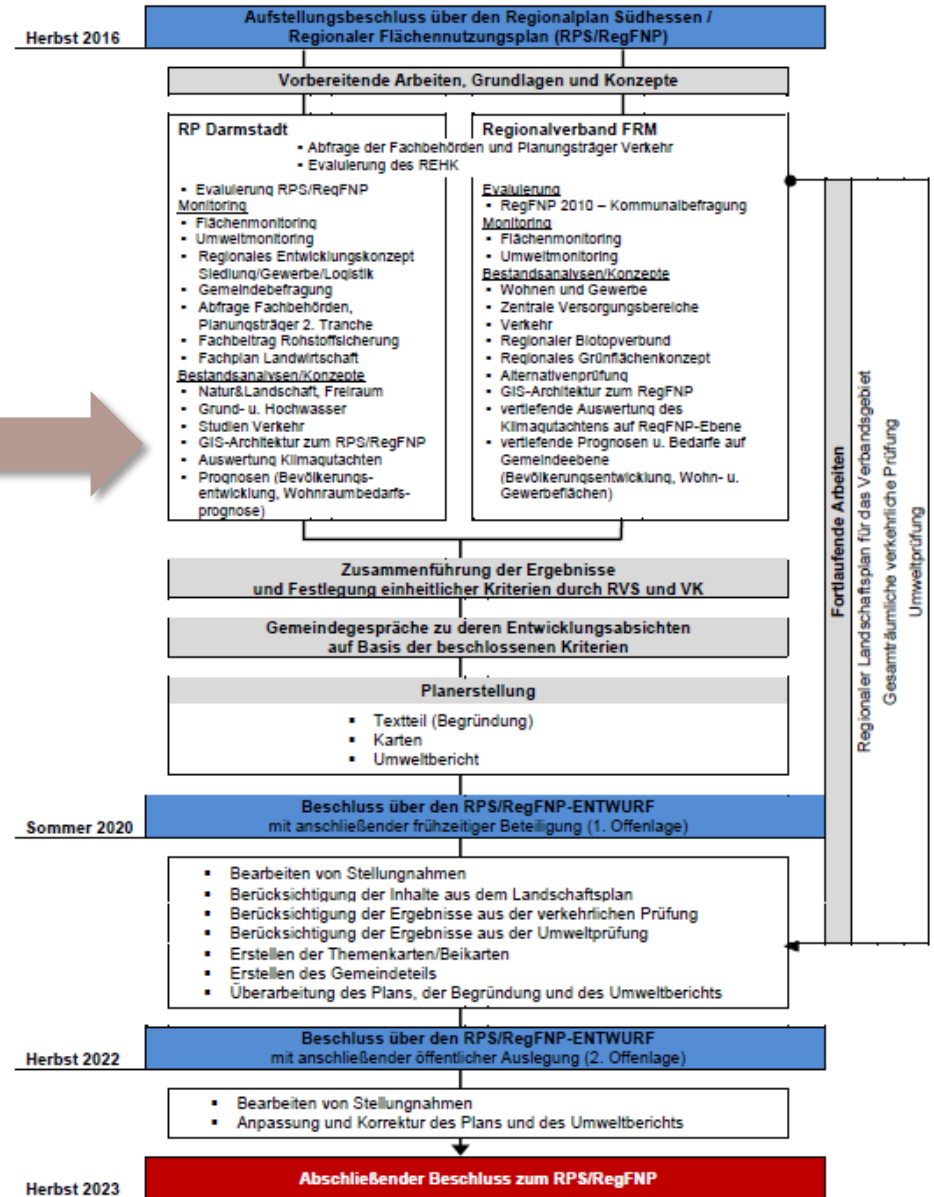 Herbst 2016
Aufstellungsbeschluss über den Regionalplan Südhessen /
Regionaler Flächennutzungsplan (RPS/RegFNP)
Vorbereitende Arbeiten, Grundlagen und Konzepte
RP Darmstadt
Regionalverband FRM
▪ Abfrage der Fachbehörden und Planungsträger Verkehr
▪ Evaluierung des REHK
▪ Evaluierung RPS/RegFNP
Monitoring
▪ Flächenmonitoring
▪ Umweltmonitoring
▪ Regionales Entwicklungskonzept
Siedlung/Gewerbe/Logistik
▪ Gemeindebefragung
▪ Abfrage Fachbehörden,
Planungsträger 2. Tranche
▪ Fachbeitrag Rohstoffsicherung
▪ Fachplan Landwirtschaft
Bestandsanalysen/Konzepte
▪ Natur&Landschaft, Freiraum
▪ Grund- u. Hochwasser
▪ Studien Verkehr
▪ GIS-Architektur zum RPS/RegFNP
▪ Auswertung Klimagutachten
▪ Prognosen (Bevölkerungs-
entwicklung, Wohnraumbedarfs-
prognose)
Evaluierung
▪ RegFNP 2010 – Kommunalbefragung
Monitoring
▪ Flächenmonitoring
▪ Umweltmonitoring
Bestandsanalysen/Konzepte
▪ Wohnen und Gewerbe
▪ Zentrale Versorgungsbereiche
▪ Verkehr
▪ Regionaler Biotopverbund
▪ Regionales Grünflächenkonzept
▪ Alternativenprüfung
▪ GIS-Architektur zum RegFNP
▪ vertiefende Auswertung des
Klimagutachtens auf RegFNP-Ebene
▪ vertiefende Prognosen u. Bedarfe auf
Gemeindeebene
(Bevölkerungsentwicklung, Wohn- u.
Gewerbeflächen)
Fortlaufende Arbeiten
Regionaler Landschaftsplan für das Verbandsgebiet
Gesamträumliche verkehrliche Prüfung
Umweltprüfung
Zusammenführung der Ergebnisse
und Festlegung einheitlicher Kriterien durch RVS und VK
Gemeindegespräche zu deren Entwicklungsabsichten
auf Basis der beschlossenen Kriterien
Planerstellung
▪ Textteil (Begründung)
▪ Karten
▪ Umweltbericht
Sommer 2020
Beschluss über den RPS/RegFNP-ENTWURF
mit anschließender frühzeitiger Beteiligung (1. Offenlage)
▪ Bearbeiten von Stellungnahmen
▪ Berücksichtigung der Inhalte aus dem Landschaftsplan
▪ Berücksichtigung der Ergebnisse aus der verkehrlichen Prüfung
▪ Berücksichtigung der Ergebnisse aus der Umweltprüfung
▪ Erstellen der Themenkarten/Beikarten
▪ Erstellen des Gemeindeteils
▪ Überarbeitung des Plans, der Begründung und des Umweltberichts
Herbst 2022
Beschluss über den RPS/RegFNP-ENTWURF
mit anschließender öffentlicher Auslegung (2. Offenlage)
▪ Bearbeiten von Stellungnahmen
▪ Anpassung und Korrektur des Plans und des Umweltberichts
Herbst 2023
Abschließender Beschluss zum RPS/RegFNP